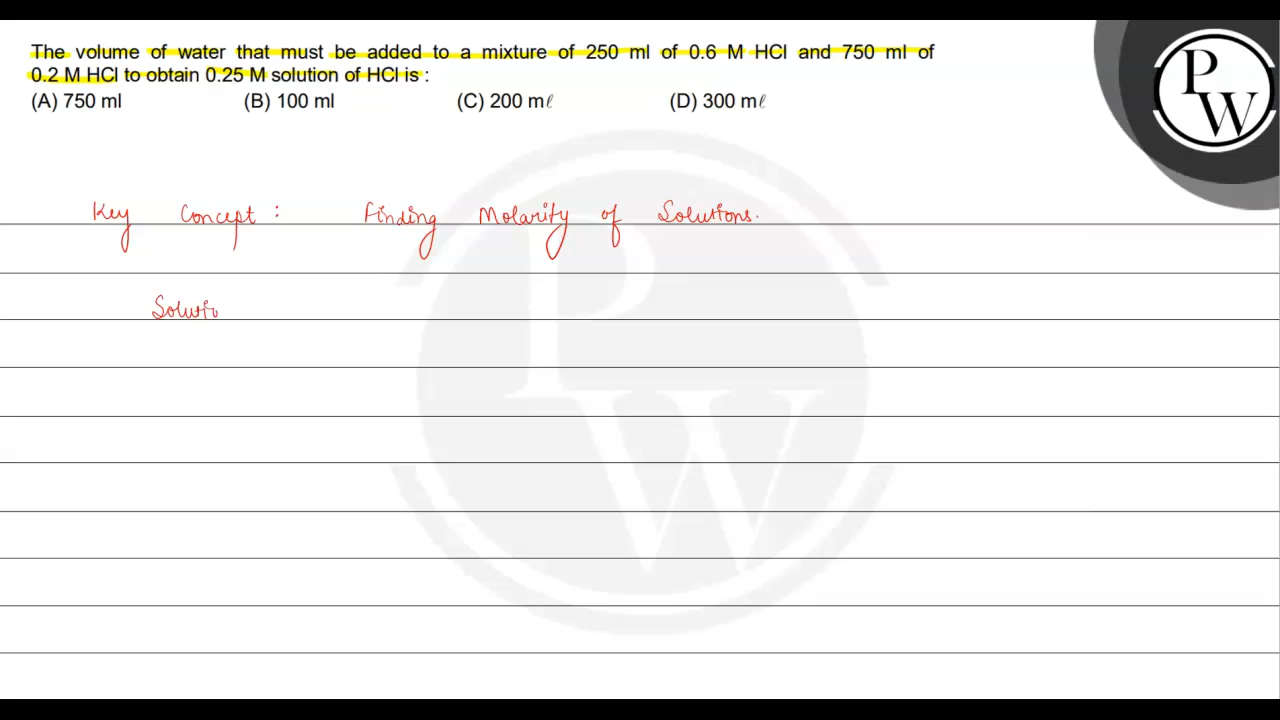 The volume of water that must be added to a mixture of 250 ml of 0.6 M HCl and 750 ml of
0.2 M HCl to obtain 0.25 M solution of HCl is :
(A) 750 ml (B) 100 ml (C) 200 mℓ (D) 300 mℓ
Key Concept : Finding Molarity of Solutions.
Solutio
P
W
P
W